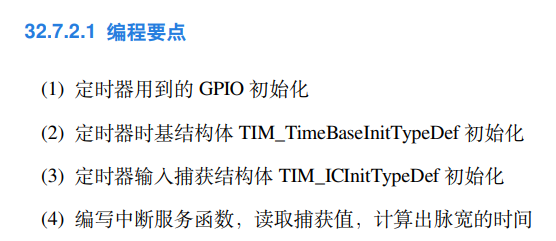 32.7.2.1 编程要点
(1) 定时器用到的 GPIO 初始化
(2) 定时器时基结构体 TIM_TimeBaseInitTypeDef 初始化
(3) 定时器输入捕获结构体 TIM_ICInitTypeDef 初始化
(4) 编写中断服务函数，读取捕获值，计算出脉宽的时间